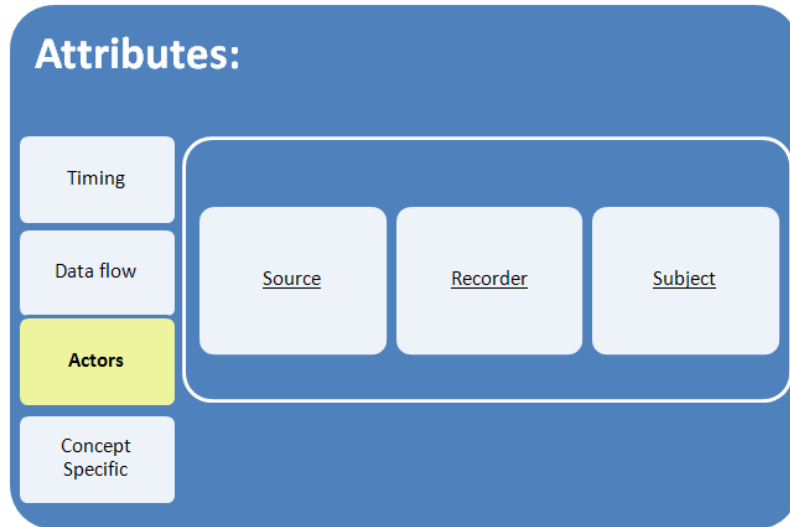 Attributes:
Timing
Data flow
Actors
Concept
Specific
Source
Recorder
Subject